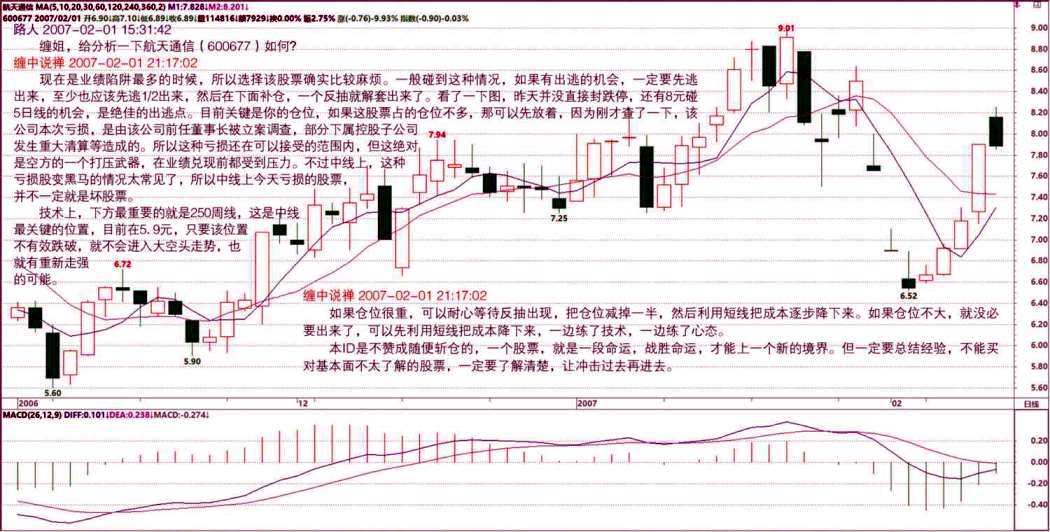 航天通信 MA(5,10,20,30,60,120,240,360,2) M1:7.828↓M2:8.201↓
600677 2007/02/01 开6.90↓高7.10↓低6.89↓收6.89↓量114816↓额7929↓换0.00% 振2.75% 涨(-0.76)-9.93% 指数(-0.90)-0.03%
路人 2007-02-01 15:31:42
缠姐，给分析一下航天通信（600677）如何?
缠中说禅 2007-02-01 21:17:02
现在是业绩陷阱最多的时候，所以选择该股票确实比较麻烦。一般碰到这种情况，如果有出逃的机会，一定要先逃
出来，至少也应该先逃1/2出来，然后在下面补仓，一个反抽就解套出来了。看了一下图，昨天并没直接封跌停，还有8元碰
5日线的机会，是绝佳的出逃点。目前关键是你的仓位，如果这股票占的仓位不多，那可以先放着，因为刚才查了一下，该
公司本次亏损，是由该公司前任董事长被立案调查，部分下属控股子公司
发生重大清算等造成的。所以这种亏损还在可以接受的范围内，但这绝对
是空方的一个打压武器，在业绩兑现前都受到压力。不过中线上，这种
亏损股变黑马的情况太常见了，所以中线上今天亏损的股票，
并不一定就是坏股票。
技术上，下方最重要的就是250周线，这是中线
最关键的位置，目前在5.9元，只要该位置
不有效跌破，就不会进入大空头走势，也
就有重新走强
的可能。
缠中说禅 2007-02-01 21:17:02
如果仓位很重，可以耐心等待反抽出现，把仓位减掉一半，然后利用短线把成本逐步降下来。如果仓位不大，就没必
要出来了，可以先利用短线把成本降下来，一边练了技术，一边练了心态。
本ID是不赞成随便斩仓的，一个股票，就是一段命运，战胜命运，才能上一个新的境界。但一定要总结经验，不能买
对基本面不太了解的股票，一定要了解清楚，让冲击过去再进去。
9.01
7.94
7.25
6.72
6.52
5.90
5.60
9.00
8.80
8.60
8.40
8.20
8.00
7.80
7.60
7.40
7.20
7.00
6.80
6.60
6.40
6.20
6.00
5.80
5.60
2006 12 2007 02 日线
MACD(26,12,9) DIFF:0.101↓DEA:0.238↓MACD:-0.274↓
0.20
0.00
-0.20
-0.40